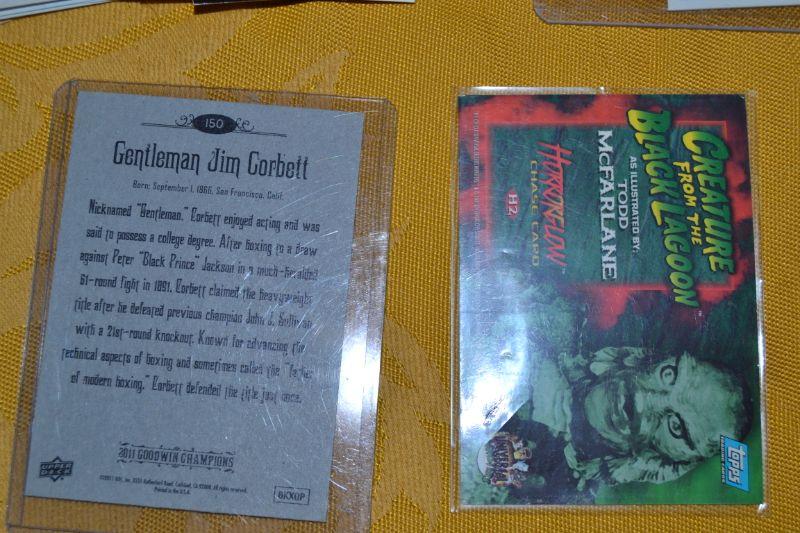 150
Gentleman Jim Corbett
Born: September 1, 1866, San Francisco, Calif.
Nicknamed "Gentleman," Corbett enjoyed acting and was
said to possess a college degree. After boxing to a draw
against Peter "Black Prince" Jackson in a much-heralded
61-round fight in 1891, Corbett claimed the heavyweight
title after he defeated previous champion John L. Sullivan
with a 21st-round knockout. Known for advancing the
technical aspects of boxing and sometimes called the "father
of modern boxing," Corbett defended the title just once.
2011 GOODWIN CHAMPIONS
UPPER DECK
Printed in the U.S.A.
CREATURE
FROM THE
BLACK LAGOON™
AS ILLUSTRATED BY:
TODD
MCFARLANE
HORRORGLOW™
CHASE CARD
H2
topps